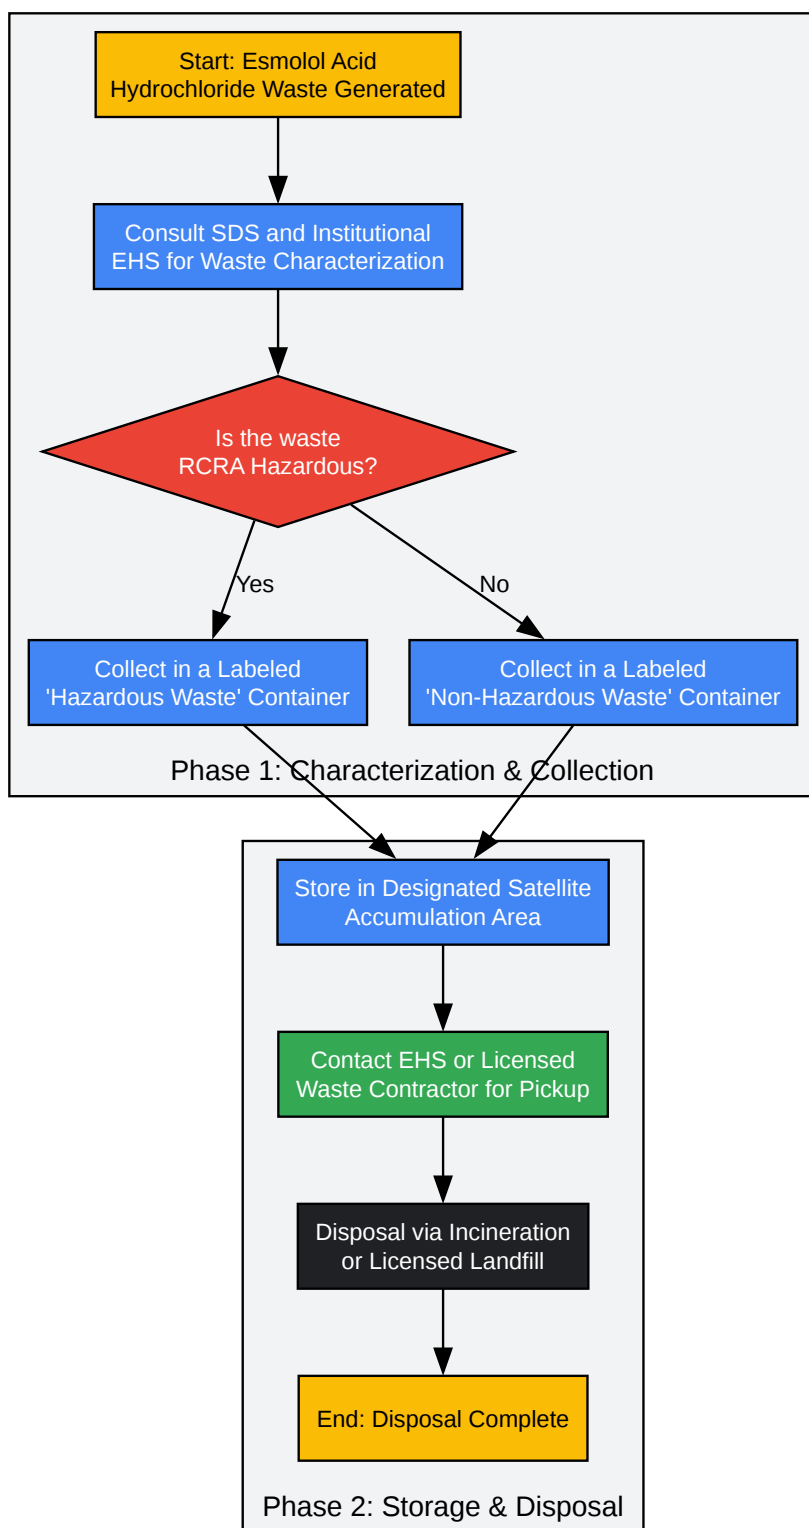 Start: Esmolol Acid
Hydrochloride Waste Generated
Consult SDS and Institutional
EHS for Waste Characterization
Is the waste
RCRA Hazardous?
Yes
No
Collect in a Labeled
'Hazardous Waste' Container
Collect in a Labeled
'Non-Hazardous Waste' Container
Phase 1: Characterization & Collection
Store in Designated Satellite
Accumulation Area
Contact EHS or Licensed
Waste Contractor for Pickup
Disposal via Incineration
or Licensed Landfill
End: Disposal Complete
Phase 2: Storage & Disposal